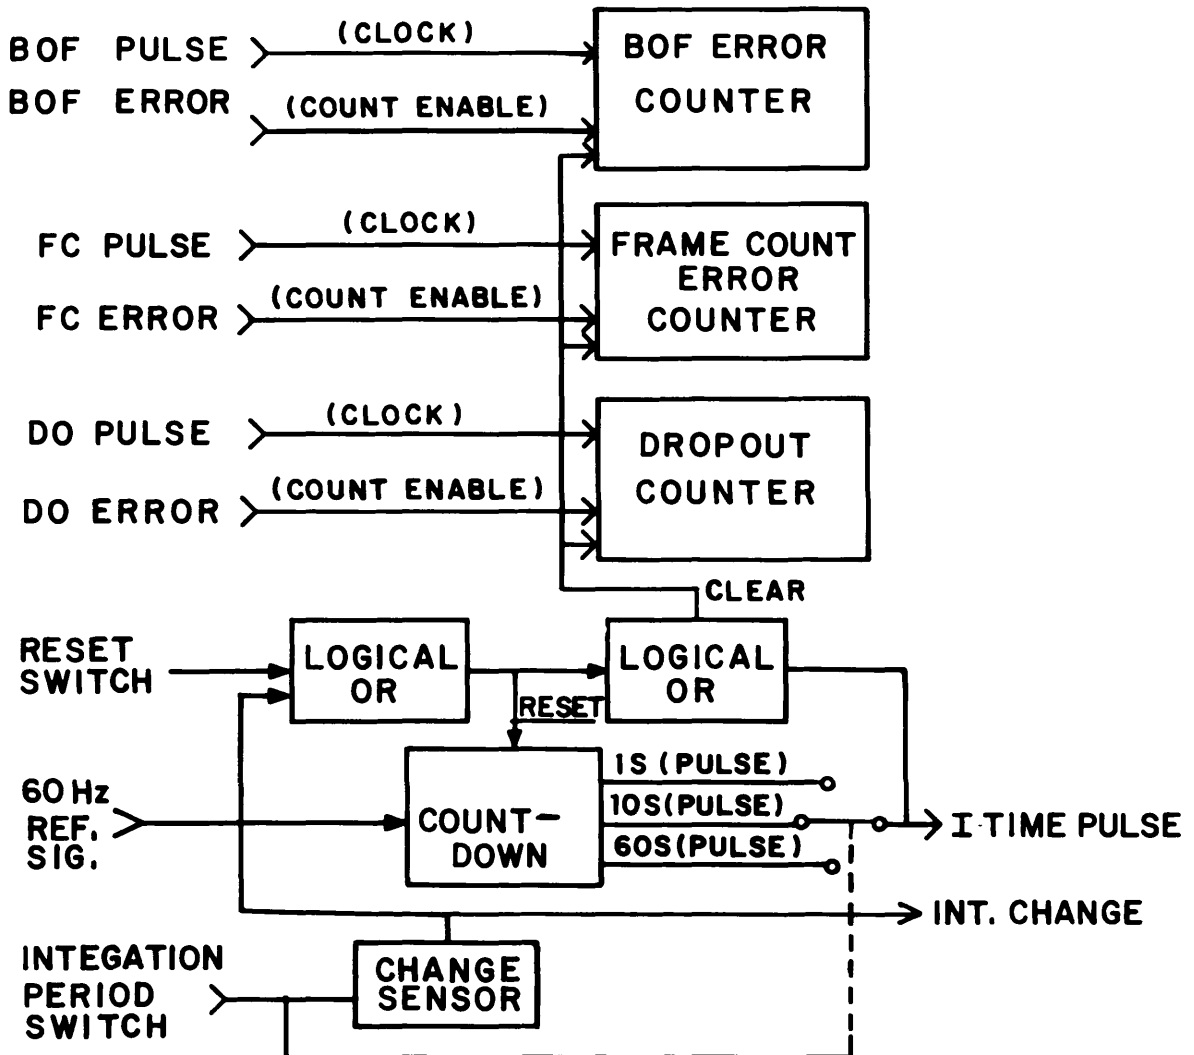 BOF PULSE
(CLOCK)
BOF ERROR
COUNTER
BOF ERROR
(COUNT ENABLE)
FC PULSE
(CLOCK)
FRAME COUNT
ERROR
COUNTER
FC ERROR
(COUNT ENABLE)
DO PULSE
(CLOCK)
DROPOUT
COUNTER
DO ERROR
(COUNT ENABLE)
CLEAR
RESET
SWITCH
LOGICAL
OR
LOGICAL
OR
RESET
60 Hz
REF.
SIG.
COUNT-
DOWN
1S (PULSE)
10S(PULSE)
60S(PULSE)
I-TIME PULSE
INT. CHANGE
INTEGATION
PERIOD
SWITCH
CHANGE
SENSOR